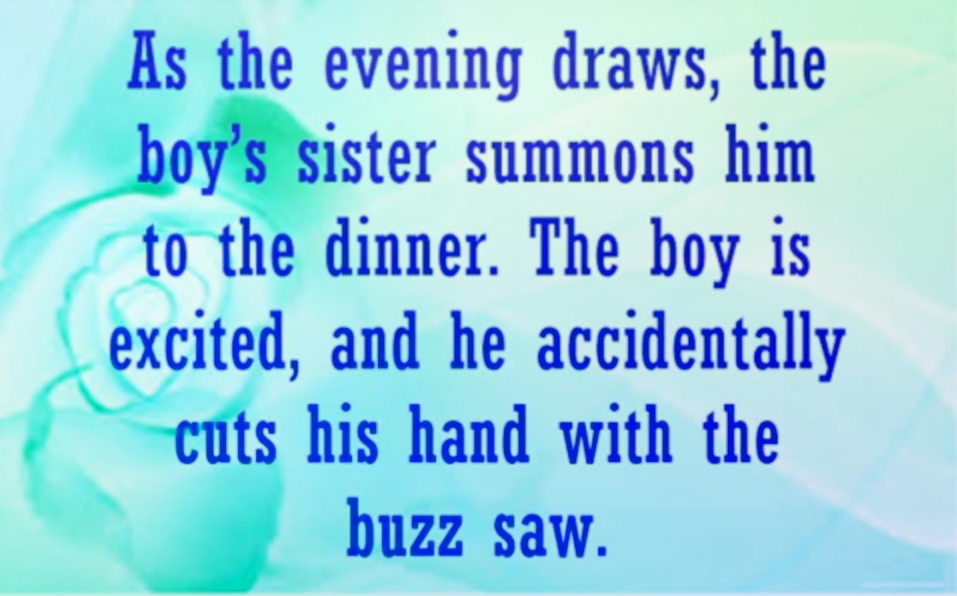 As the evening draws, the
boy’s sister summons him
to the dinner. The boy is
excited, and he accidentally
cuts his hand with the
buzz saw.